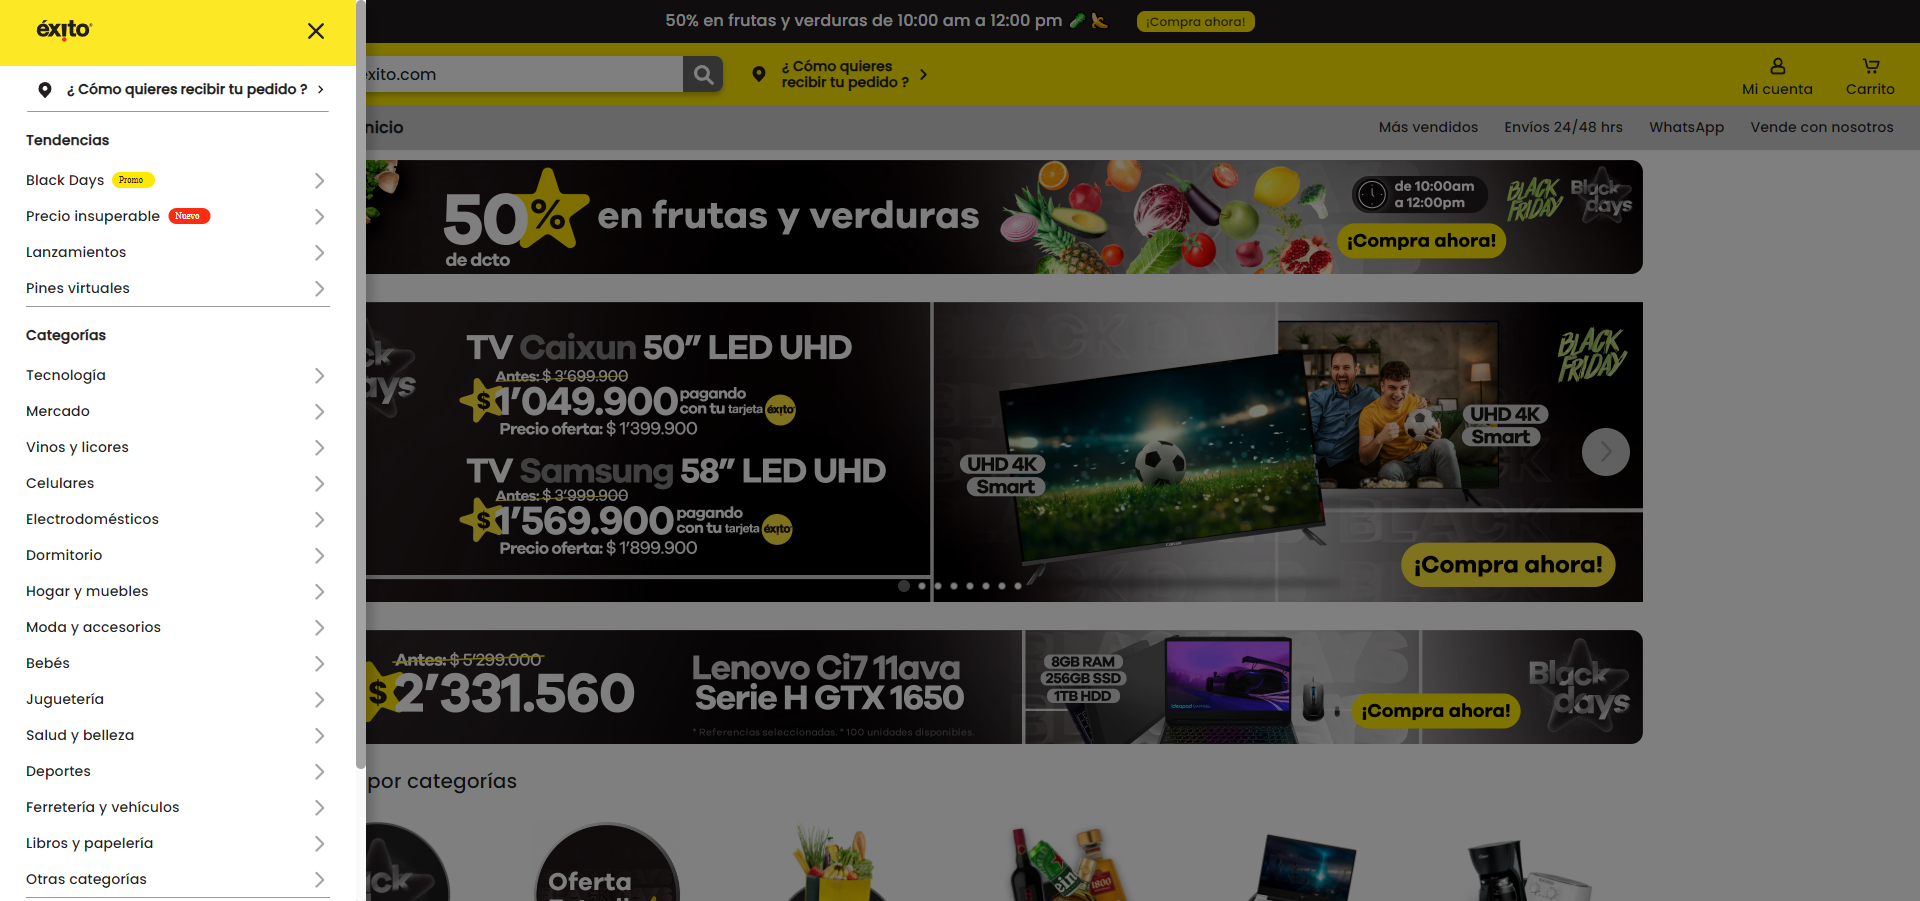 éxito
¿ Cómo quieres recibir tu pedido ?
Tendencias
Black Days Promo
Precio insuperable Nuevo
Lanzamientos
Pines virtuales
Categorías
Tecnología
Mercado
Vinos y licores
Celulares
Electrodomésticos
Dormitorio
Hogar y muebles
Moda y accesorios
Bebés
Juguetería
Salud y belleza
Deportes
Ferretería y vehículos
Libros y papelería
Otras categorías
50% en frutas y verduras de 10:00 am a 12:00 pm
¡Compra ahora!
exito.com
¿ Cómo quieres
recibir tu pedido ?
Mi cuenta
Carrito
nicio
Más vendidos
Envíos 24/48 hrs
WhatsApp
Vende con nosotros
50% en frutas y verduras
de dcto
de 10:00am
a 12:00pm
¡Compra ahora!
BLACK
FRIDAY
Black
days
ck
ays
TV Caixun 50” LED UHD
Antes: $ 3'699.900
$ 1’049.900 pagando
con tu tarjeta éxito
Precio oferta: $ 1’399.900
TV Samsung 58” LED UHD
Antes: $ 3’999.900
$ 1’569.900 pagando
con tu tarjeta éxito
Precio oferta: $ 1’899.900
UHD 4K
Smart
UHD 4K
Smart
BLACK
FRIDAY
¡Compra ahora!
Antes: $ 5’299.000
$ 2’331.560
Lenovo Ci7 11ava
Serie H GTX 1650
* Referencias seleccionadas. * 100 unidades disponibles.
8GB RAM
256GB SSD
1TB HDD
¡Compra ahora!
Black
days
por categorías
ck
Oferta